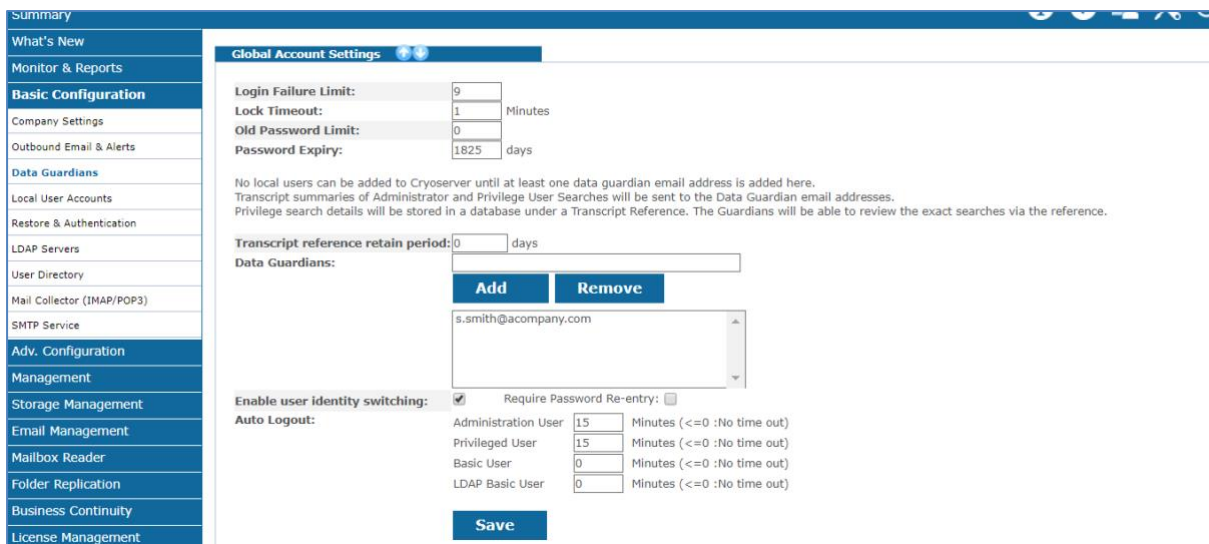 Summary
What's New
Monitor & Reports
Basic Configuration
Company Settings
Outbound Email & Alerts
Data Guardians
Local User Accounts
Restore & Authentication
LDAP Servers
User Directory
Mail Collector (IMAP/POP3)
SMTP Service
Adv. Configuration
Management
Storage Management
Email Management
Mailbox Reader
Folder Replication
Business Continuity
License Management
Global Account Settings
Login Failure Limit: 9
Lock Timeout: 1 Minutes
Old Password Limit: 0
Password Expiry: 1825 days
No local users can be added to Cryoserver until at least one data guardian email address is added here.
Transcript summaries of Administrator and Privilege User Searches will be sent to the Data Guardian email addresses.
Privilege search details will be stored in a database under a Transcript Reference. The Guardians will be able to review the exact searches via the reference.
Transcript reference retain period: 0 days
Data Guardians:
Add Remove
s.smith@acompany.com
Enable user identity switching: Require Password Re-entry:
Auto Logout: Administration User 15 Minutes (<=0 :No time out)
Privileged User 15 Minutes (<=0 :No time out)
Basic User 0 Minutes (<=0 :No time out)
LDAP Basic User 0 Minutes (<=0 :No time out)
Save